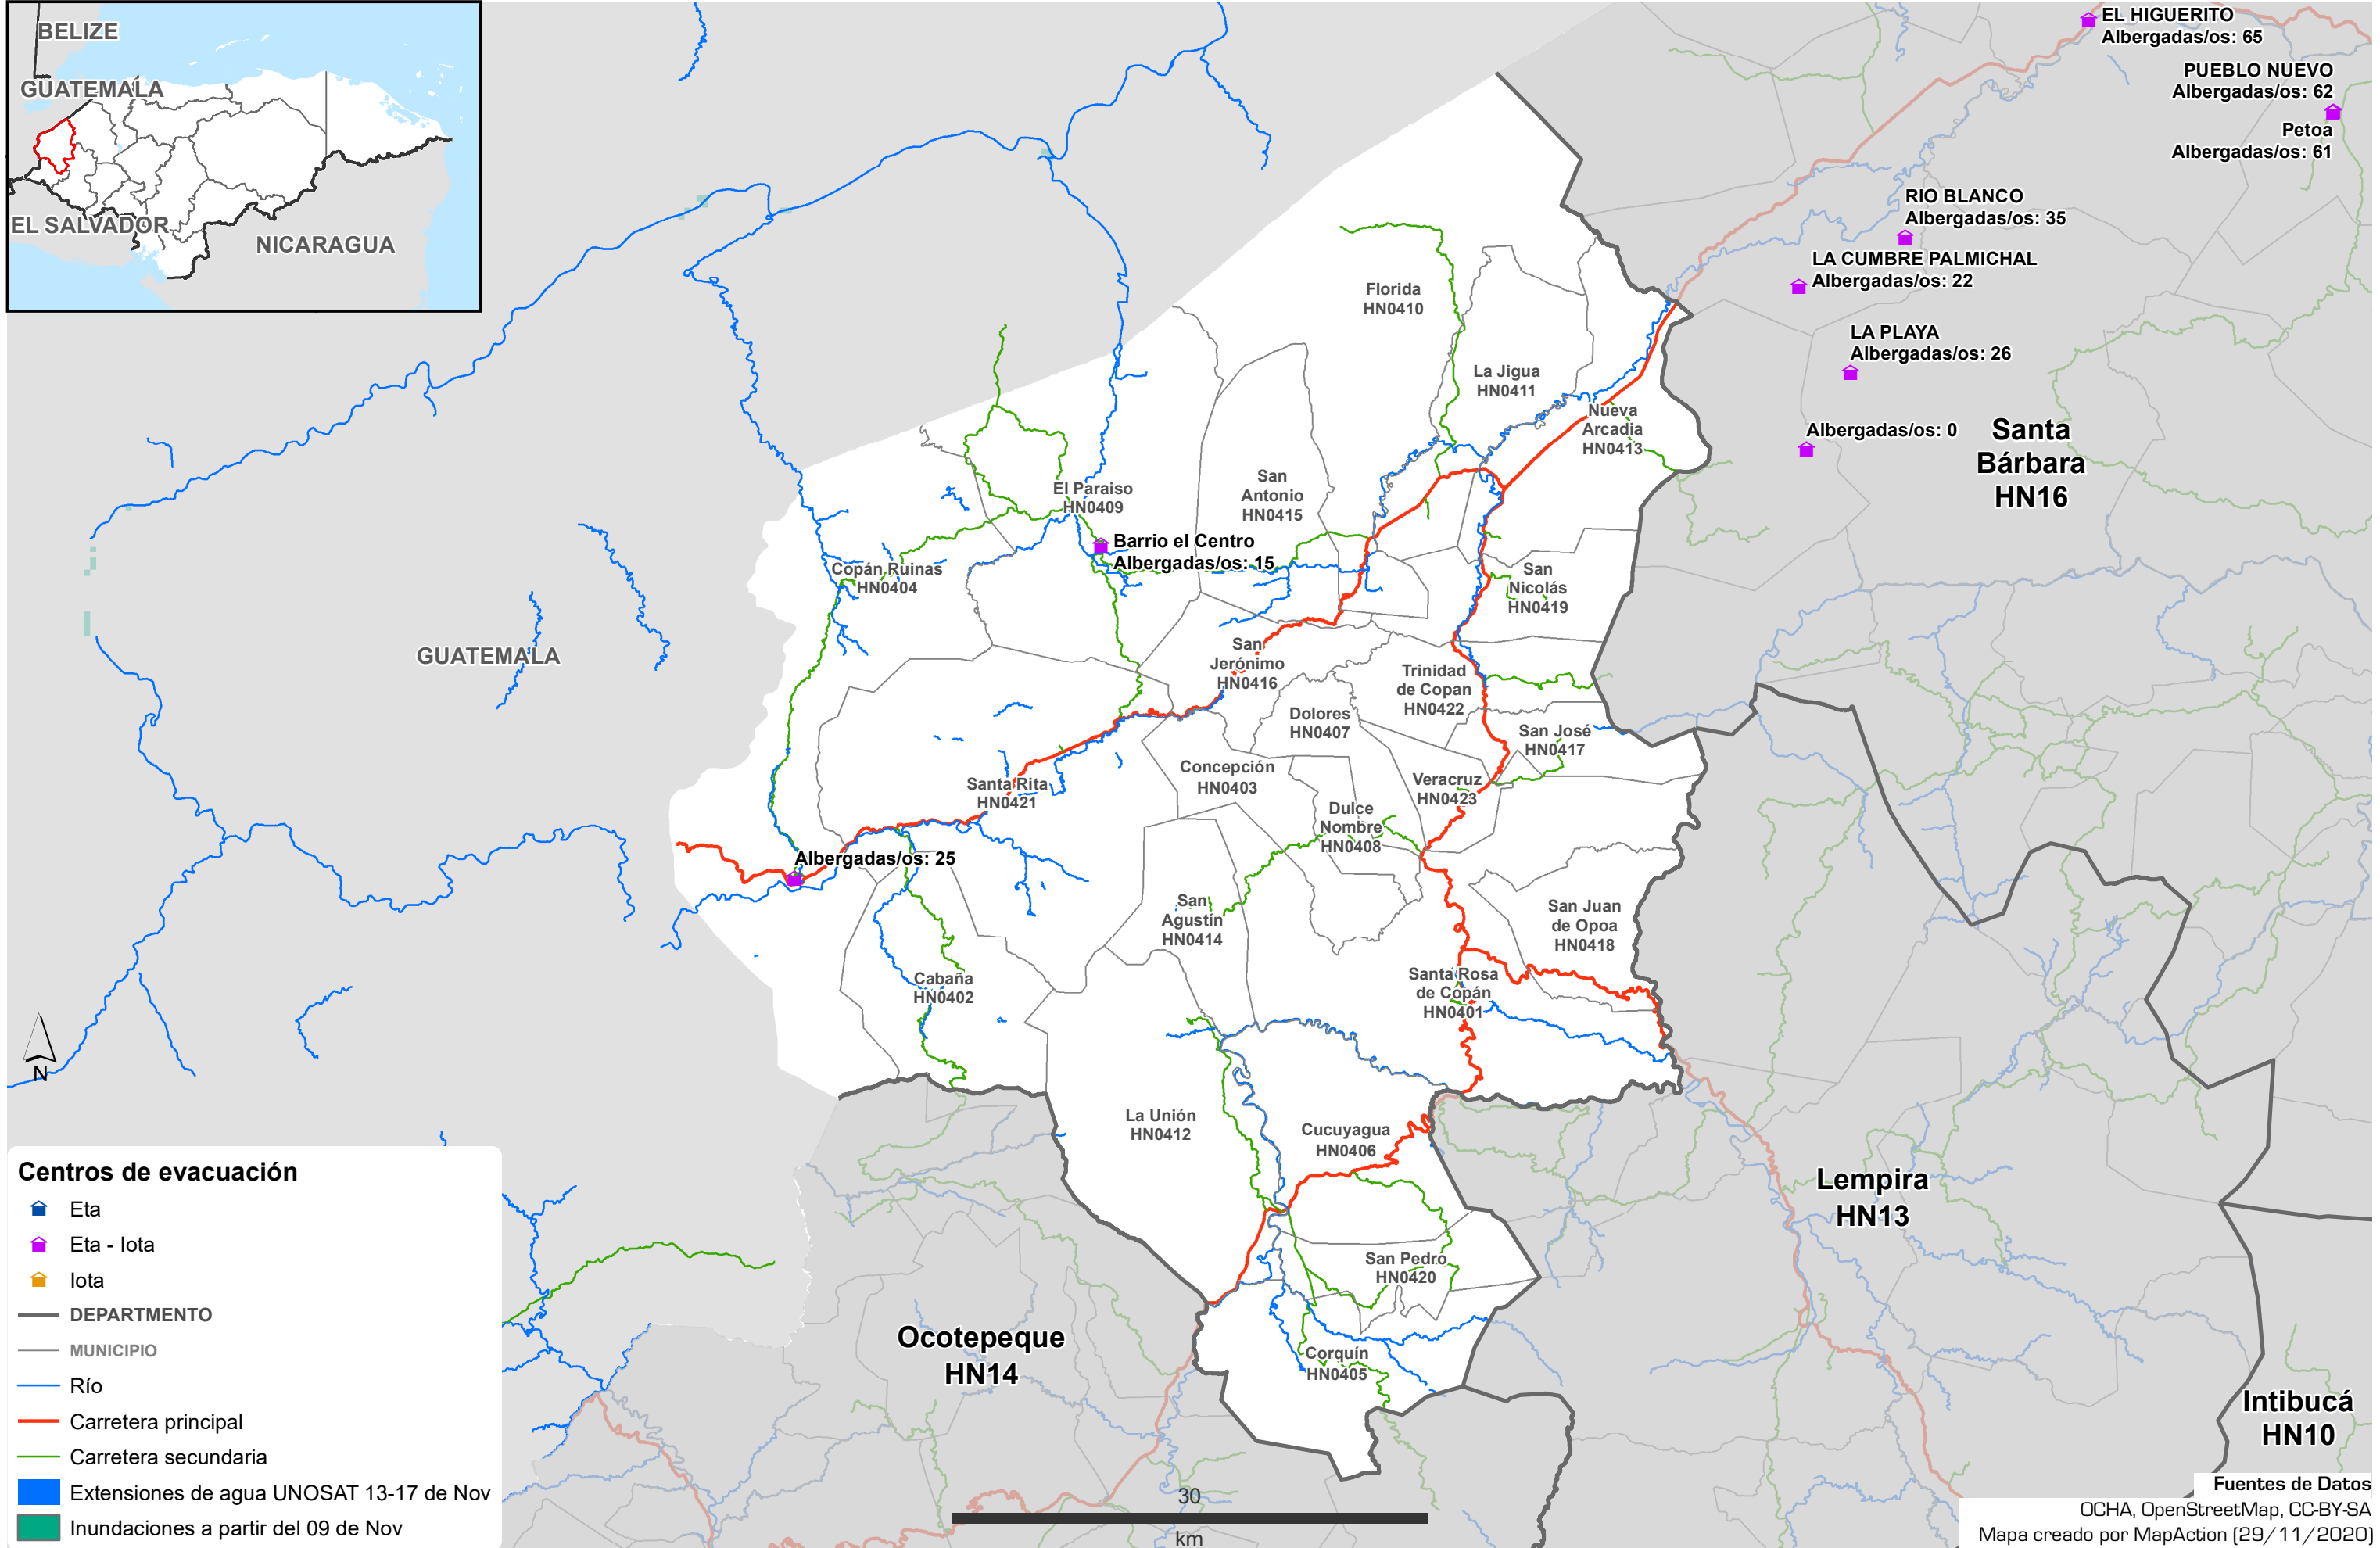 BELIZE
GUATEMALA
EL SALVADOR
NICARAGUA
EL HIGUERITO
Albergadas/os: 65
PUEBLO NUEVO
Albergadas/os: 62
Petoa
Albergadas/os: 61
RIO BLANCO
Albergadas/os: 35
LA CUMBRE PALMICHAL
Albergadas/os: 22
LA PLAYA
Albergadas/os: 26
Albergadas/os: 0
Santa
Bárbara
HN16
Florida
HN0410
La Jigua
HN0411
Nueva
Arcadia
HN0413
San
Antonio
HN0415
El Paraiso
HN0409
Barrio el Centro
Albergadas/os: 15
Copán Ruinas
HN0404
San
Nicolás
HN0419
GUATEMALA
San
Jerónimo
HN0416
Trinidad
de Copan
HN0422
Dolores
HN0407
San José
HN0417
Concepción
HN0403
Santa Rita
HN0421
Veracruz
HN0423
Dulce
Nombre
HN0408
Albergadas/os: 25
San
Agustín
HN0414
San Juan
de Opoa
HN0418
Cabaña
HN0402
Santa Rosa
de Copán
HN0401
N
La Unión
HN0412
Cucuyagua
HN0406
Lempira
HN13
San Pedro
HN0420
Ocotepeque
HN14
Corquín
HN0405
Intibucá
HN10
Centros de evacuación
Eta
Eta - Iota
Iota
DEPARTMENTO
MUNICIPIO
Río
Carretera principal
Carretera secundaria
Extensiones de agua UNOSAT 13-17 de Nov
Inundaciones a partir del 09 de Nov
30
km
Fuentes de Datos
OCHA, OpenStreetMap, CC-BY-SA
Mapa creado por MapAction (29/11/2020)